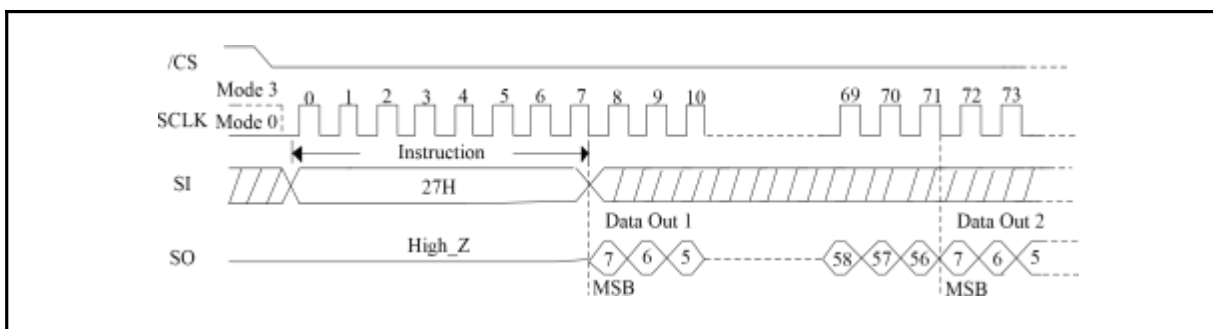 /CS
Mode 3
0 1 2 3 4 5 6 7 8 9 10 69 70 71 72 73
SCLK Mode 0
Instruction
SI 27H
Data Out 1 Data Out 2
SO High_Z 7 6 5 58 57 56 7 6 5
MSB MSB